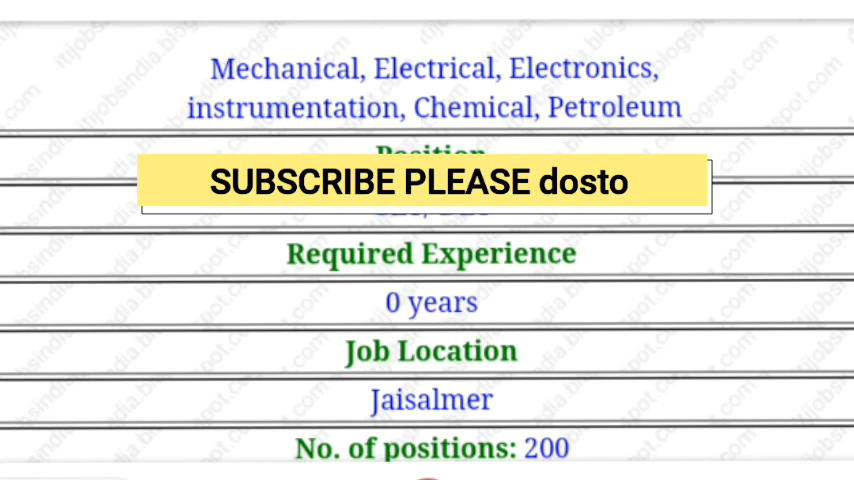 Mechanical, Electrical, Electronics,
instrumentation, Chemical, Petroleum
Position
SUBSCRIBE PLEASE dosto
Required Experience
0 years
Job Location
Jaisalmer
No. of positions: 200